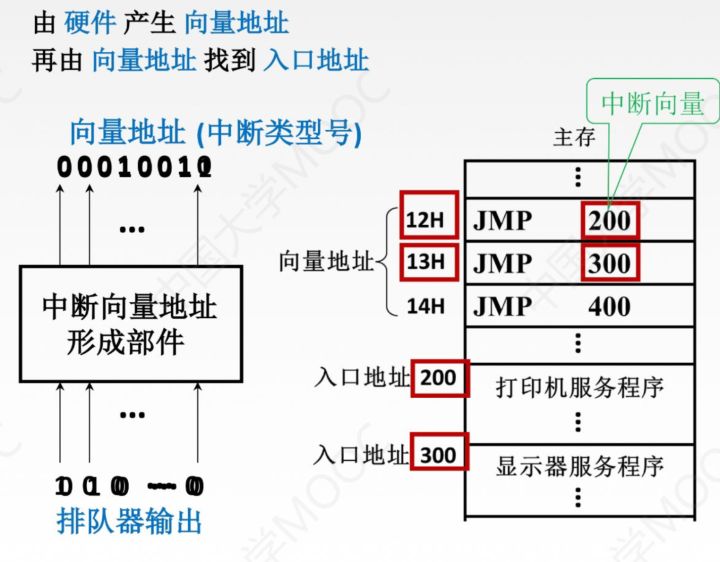 由 硬件 产生 向量地址
再由 向量地址 找到 入口地址
中断向量
向量地址 (中断类型号)
主存
...
12H JMP 200
向量地址
13H JMP 300
14H JMP 400
中断向量地址
形成部件
...
入口地址 200
打印机服务程序
...
入口地址 300
显示器服务程序
排队器输出
中国大学MOOC